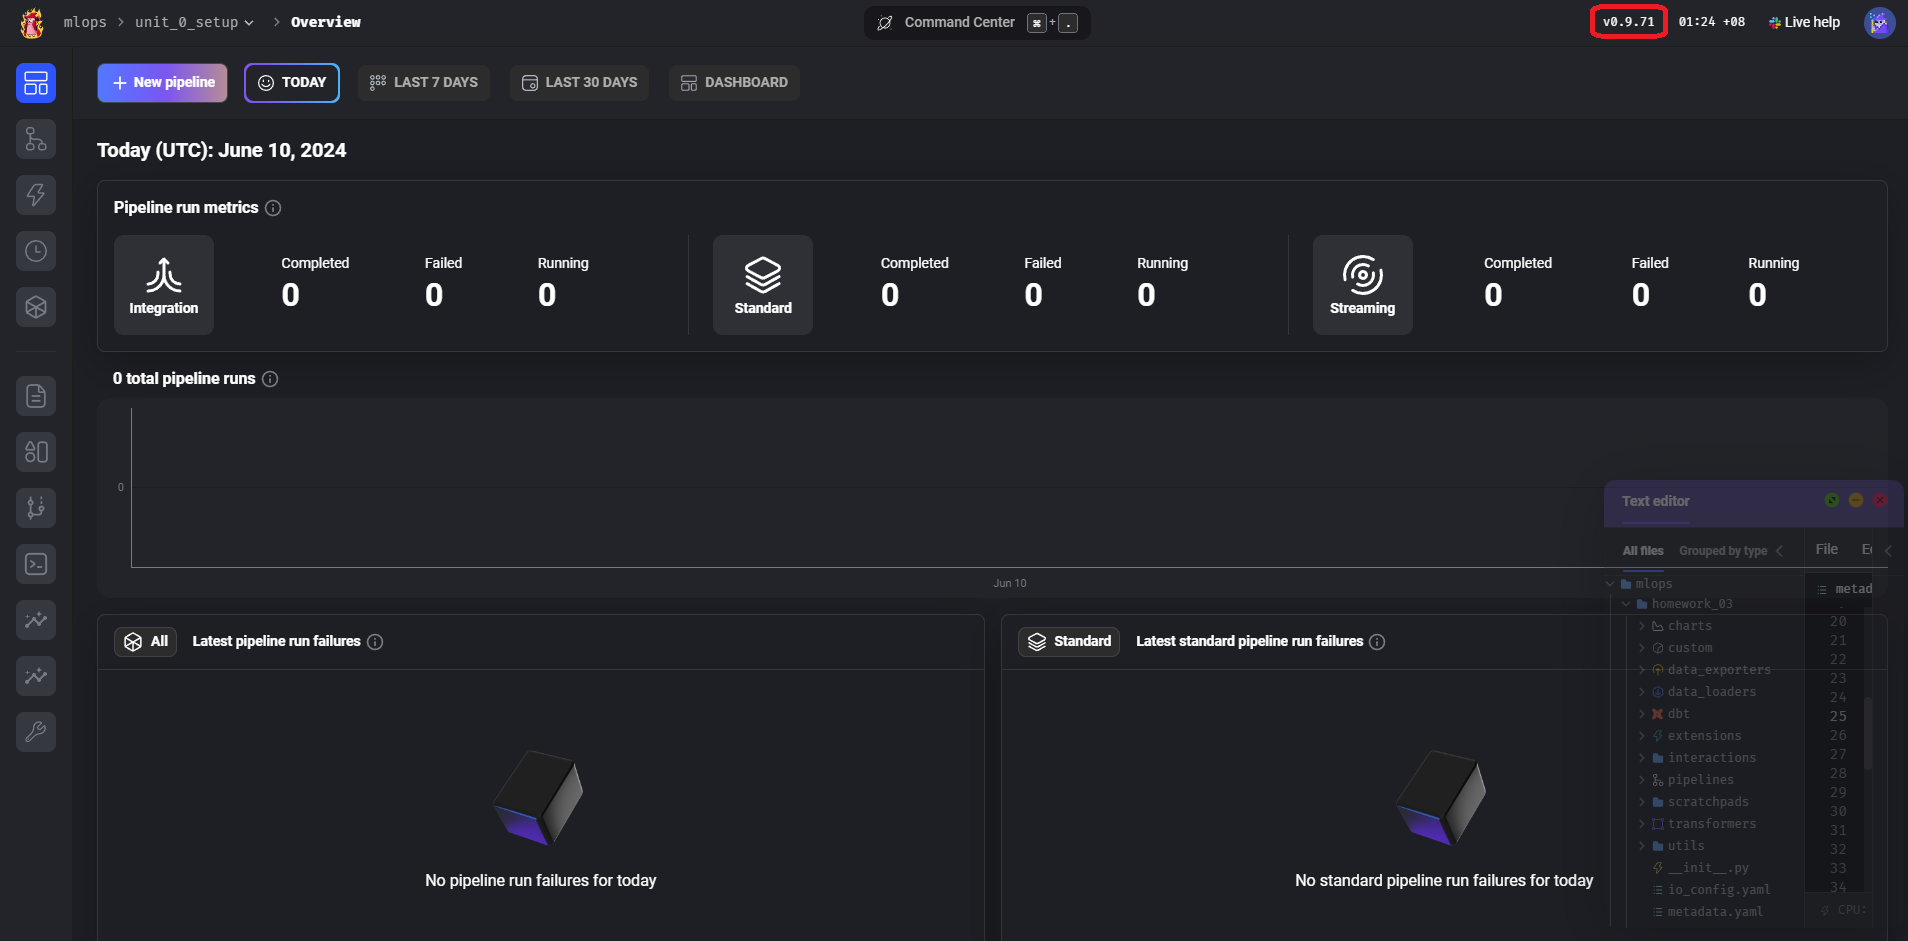 mlops > unit_0_setup > Overview
Command Center ⌘ + .
v0.9.71
01:24 +08
Live help
+ New pipeline
TODAY
LAST 7 DAYS
LAST 30 DAYS
DASHBOARD
Today (UTC): June 10, 2024
Pipeline run metrics
Integration
Completed
0
Failed
0
Running
0
Standard
Completed
0
Failed
0
Running
0
Streaming
Completed
0
Failed
0
Running
0
0 total pipeline runs
0
Jun 10
All
Latest pipeline run failures
No pipeline run failures for today
Standard
Latest standard pipeline run failures
No standard pipeline run failures for today
Text editor
All files
Grouped by type
File
mlops
homework_03
charts
custom
data_exporters
data_loaders
dbt
extensions
interactions
pipelines
scratchpads
transformers
utils
__init__.py
io_config.yaml
metadata.yaml
metad
20
21
22
23
24
25
26
27
28
29
30
31
32
33
34
CPU: